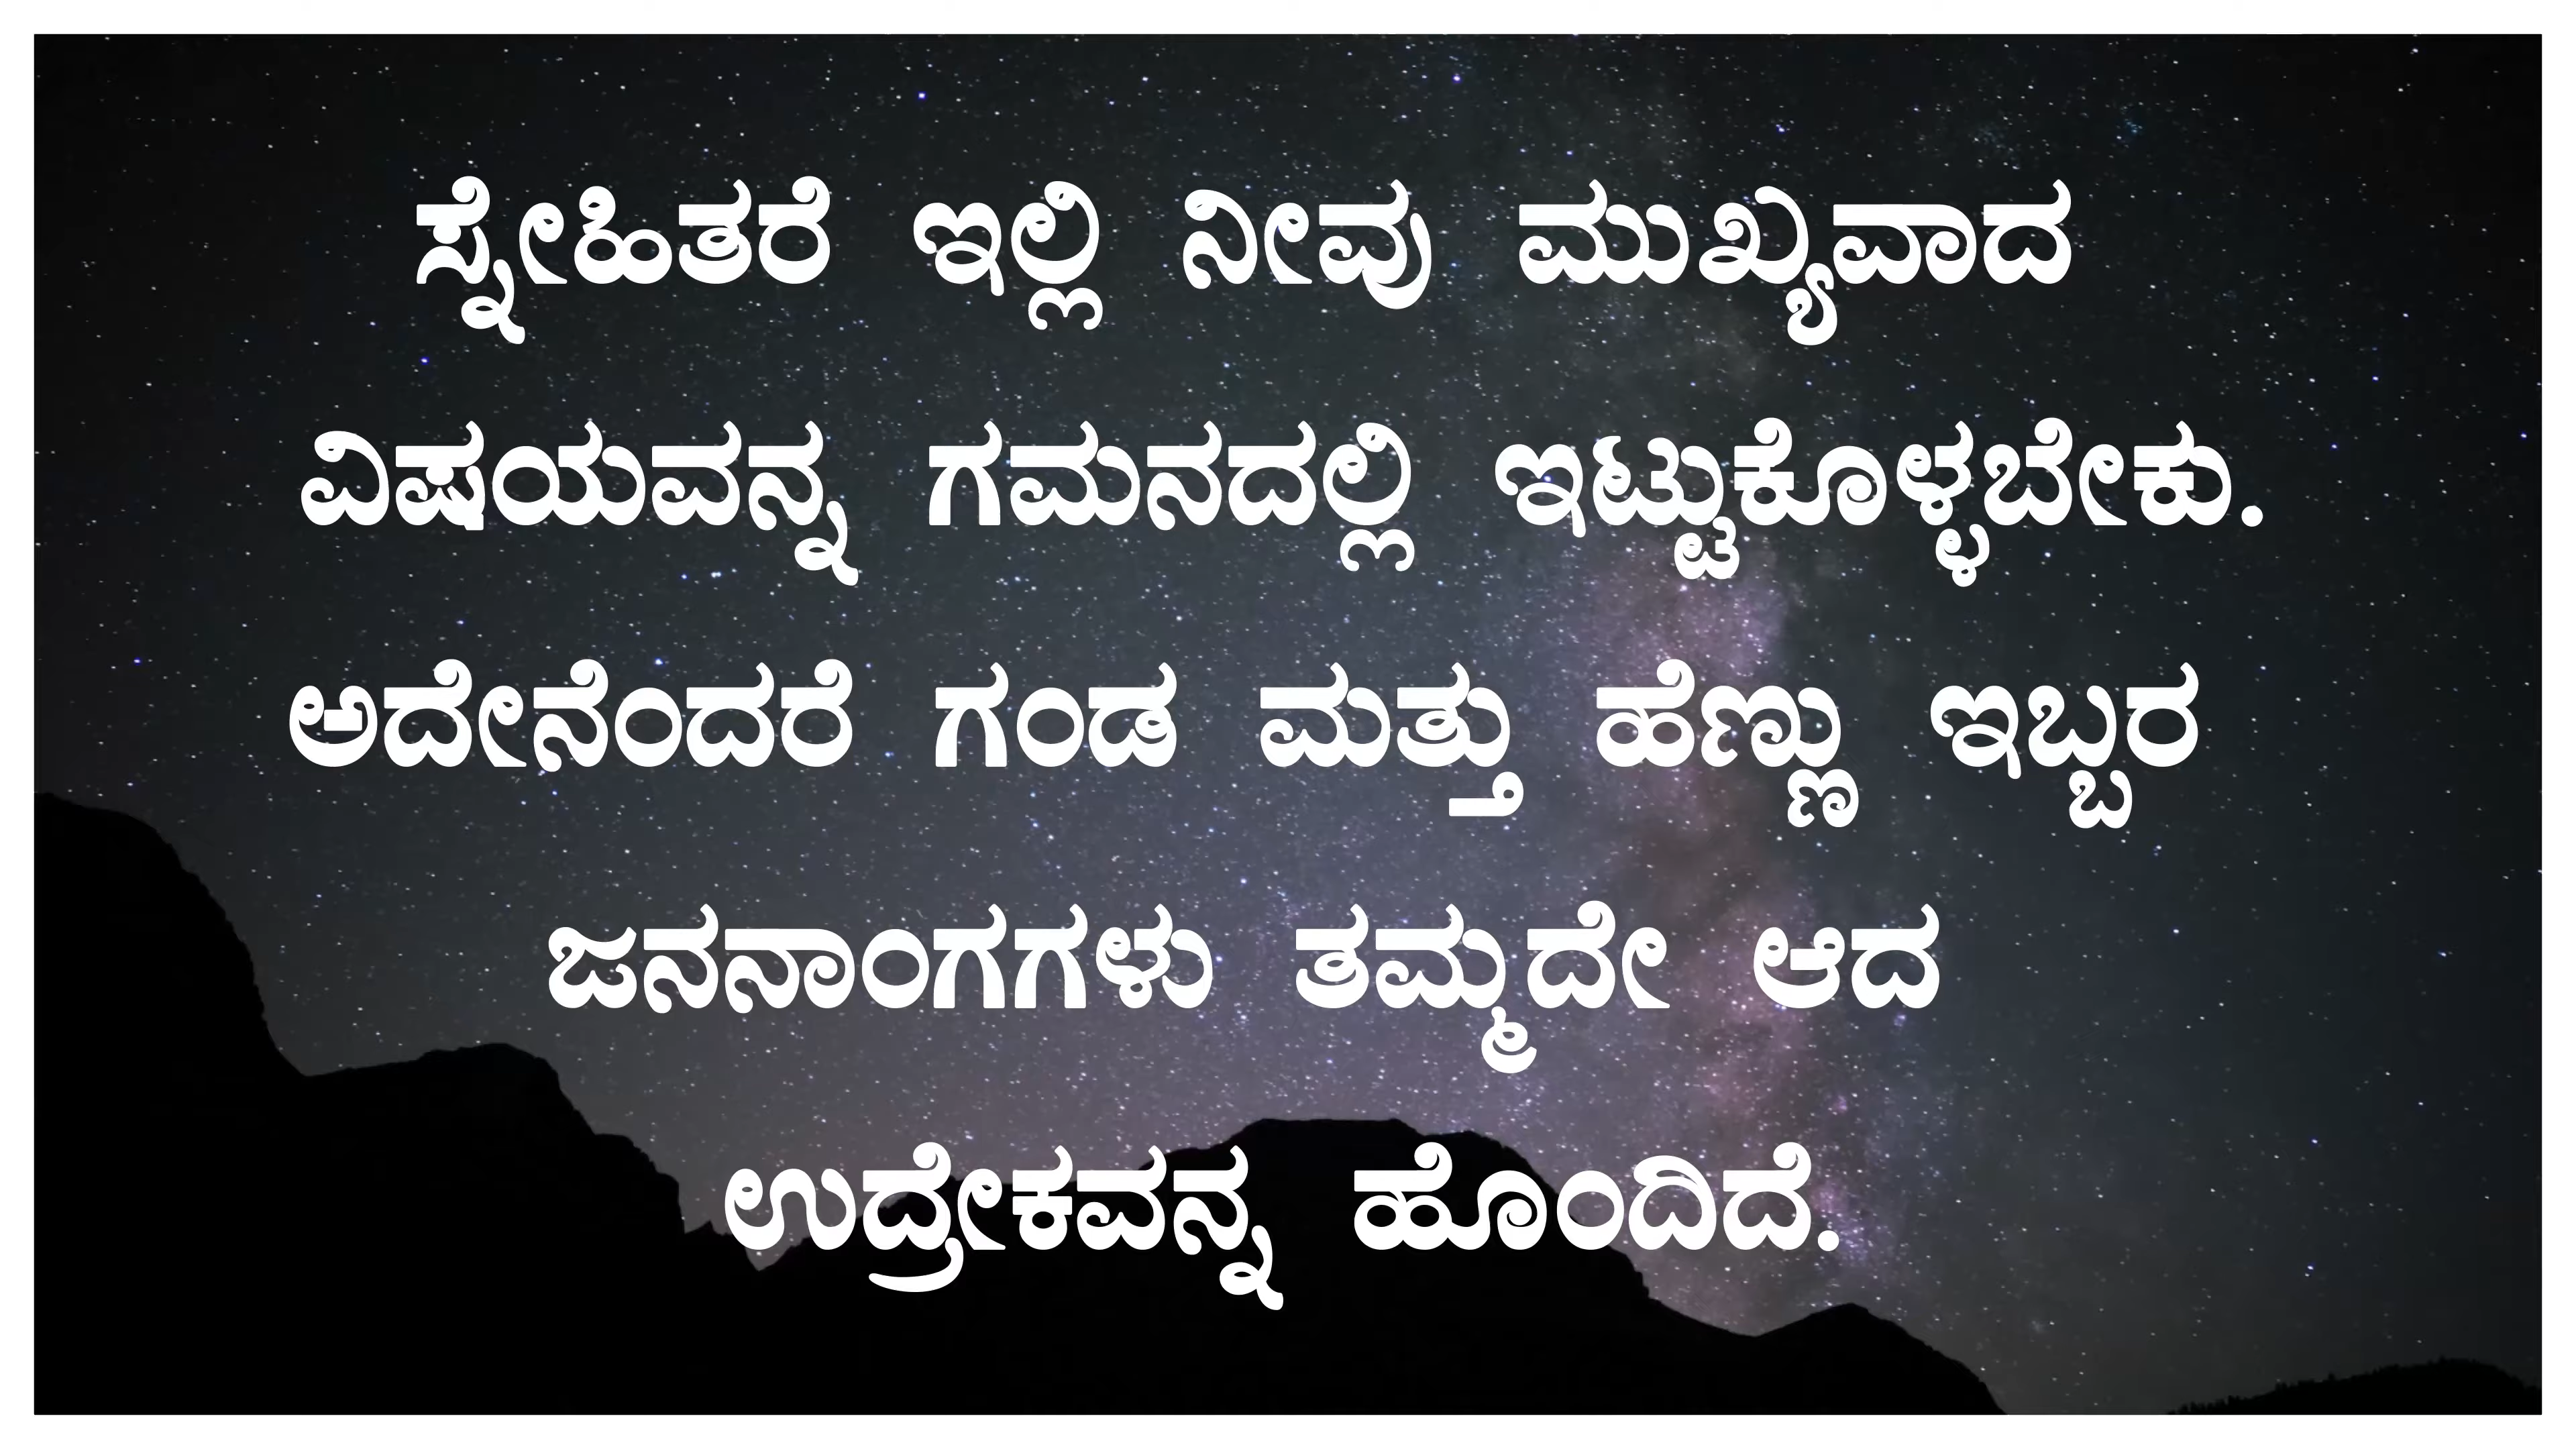 ಸ್ನೇಹಿತರೆ ಇಲ್ಲಿ ನೀವು ಮುಖ್ಯವಾದ
ವಿಷಯವನ್ನ ಗಮನದಲ್ಲಿ ಇಟ್ಟುಕೊಳ್ಳಬೇಕು.
ಅದೇನೆಂದರೆ ಗಂಡ ಮತ್ತು ಹೆಣ್ಣು ಇಬ್ಬರ
ಜನನಾಂಗಗಳು ತಮ್ಮದೇ ಆದ
ಉದ್ರೇಕವನ್ನ ಹೊಂದಿದೆ.